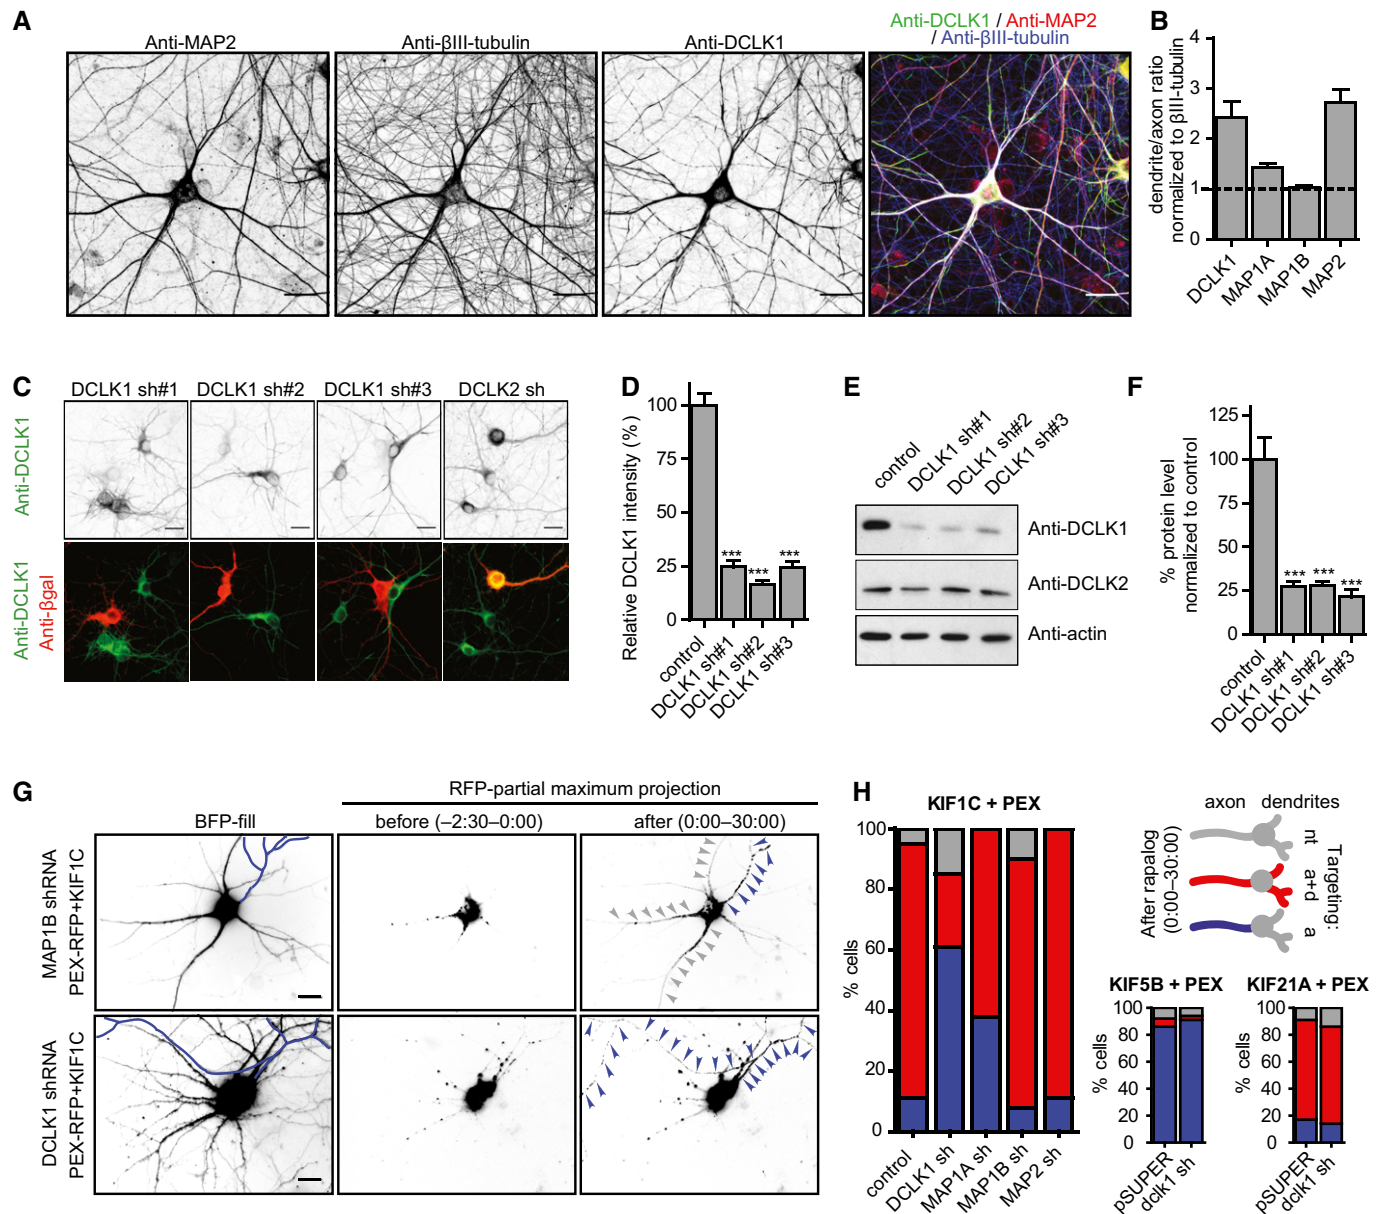 A
Anti-MAP2
Anti-βIII-tubulin
Anti-DCLK1
Anti-DCLK1 / Anti-MAP2
/ Anti-βIII-tubulin
B
dendrite/axon ratio
normalized to βIII-tubulin
4
3
2
1
0
DCLK1
MAP1A
MAP1B
MAP2
C
DCLK1 sh#1
DCLK1 sh#2
DCLK1 sh#3
DCLK2 sh
Anti-DCLK1
Anti-DCLK1
Anti-βgal
D
Relative DCLK1 intensity (%)
100
75
50
25
0
***
***
***
control
DCLK1 sh#1
DCLK1 sh#2
DCLK1 sh#3
E
control
DCLK1 sh#1
DCLK1 sh#2
DCLK1 sh#3
Anti-DCLK1
Anti-DCLK2
Anti-actin
F
% protein level
normalized to control
125
100
75
50
25
0
***
***
***
control
DCLK1 sh#1
DCLK1 sh#2
DCLK1 sh#3
G
RFP-partial maximum projection
BFP-fill
before (–2:30–0:00)
after (0:00–30:00)
MAP1B shRNA
PEX-RFP+KIF1C
DCLK1 shRNA
PEX-RFP+KIF1C
H
KIF1C + PEX
% cells
100
80
60
40
20
0
control
DCLK1 sh
MAP1A sh
MAP1B sh
MAP2 sh
axon
dendrites
After rapalog
(0:00–30:00)
nt
a+d
a
Targeting:
KIF5B + PEX
% cells
100
80
60
40
20
0
pSUPER
dclk1 sh
KIF21A + PEX
% cells
100
80
60
40
20
0
pSUPER
dclk1 sh